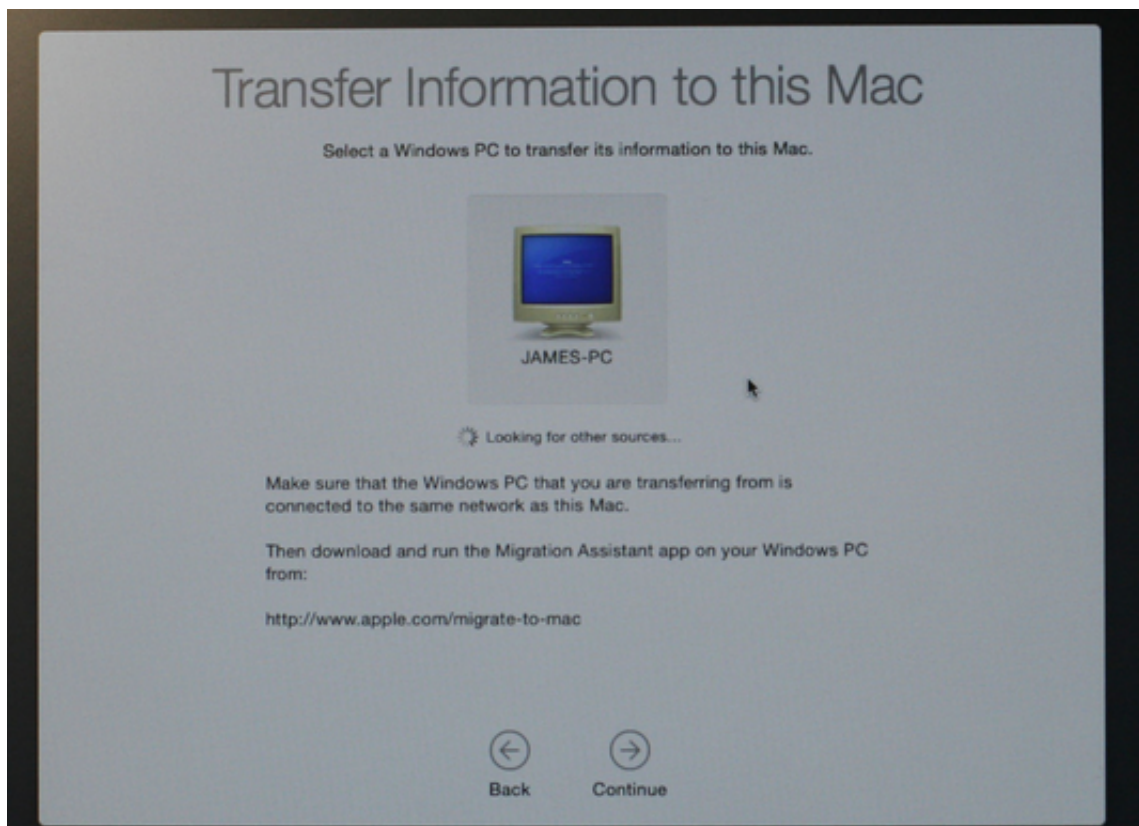 Transfer Information to this Mac
Select a Windows PC to transfer its information to this Mac.
JAMES-PC
Looking for other sources...
Make sure that the Windows PC that you are transferring from is
connected to the same network as this Mac.
Then download and run the Migration Assistant app on your Windows PC
from:
http://www.apple.com/migrate-to-mac
Back
Continue